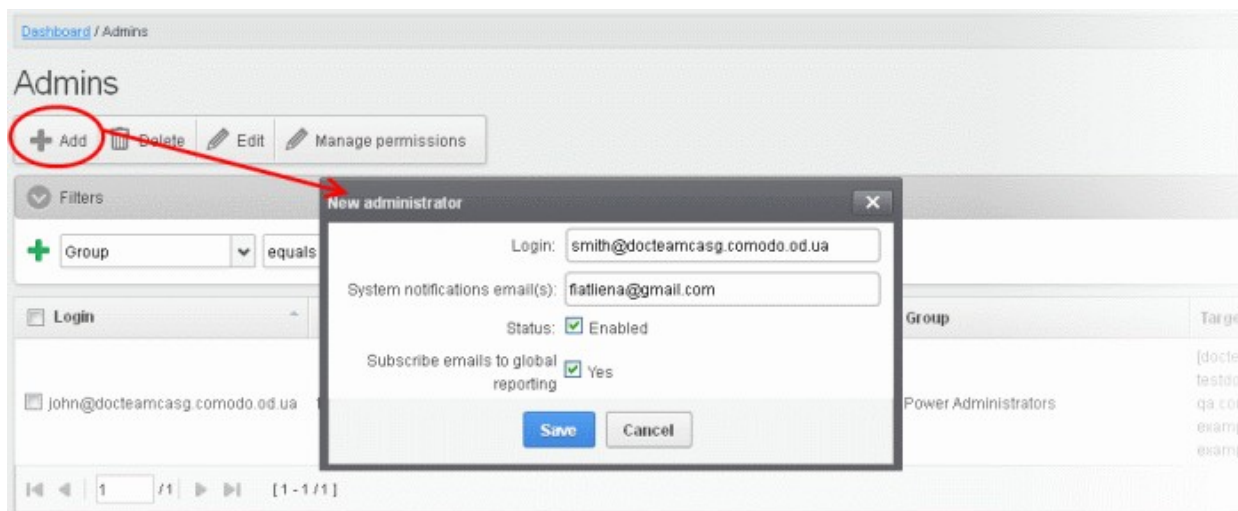 Dashboard / Admins
Admins
Add Delete Edit Manage permissions
Filters
New administrator
Group equals
Login: smith@docteamcasg.comodo.od.ua
System notifications email(s): fiatliena@gmail.com
Status: Enabled
Subscribe emails to global reporting Yes
Save Cancel
Login Group
john@docteamcasg.comodo.od.ua Power Administrators
1 /1 [1 - 1 / 1]